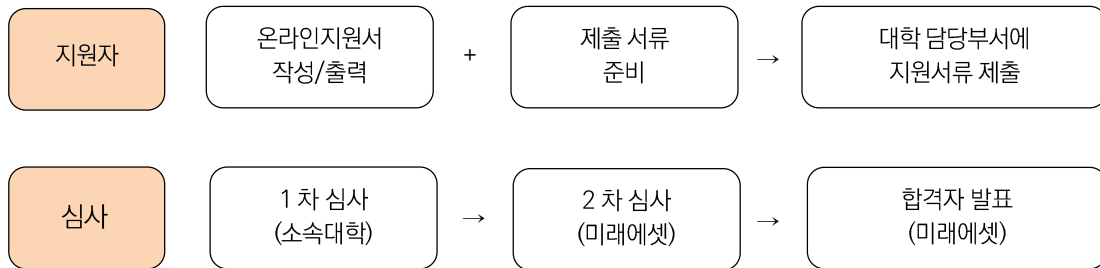 지원자
온라인지원서
작성/출력
+
제출 서류
준비
→
대학 담당부서에
지원서류 제출
심사
1 차 심사
(소속대학)
→
2 차 심사
(미래에셋)
→
합격자 발표
(미래에셋)